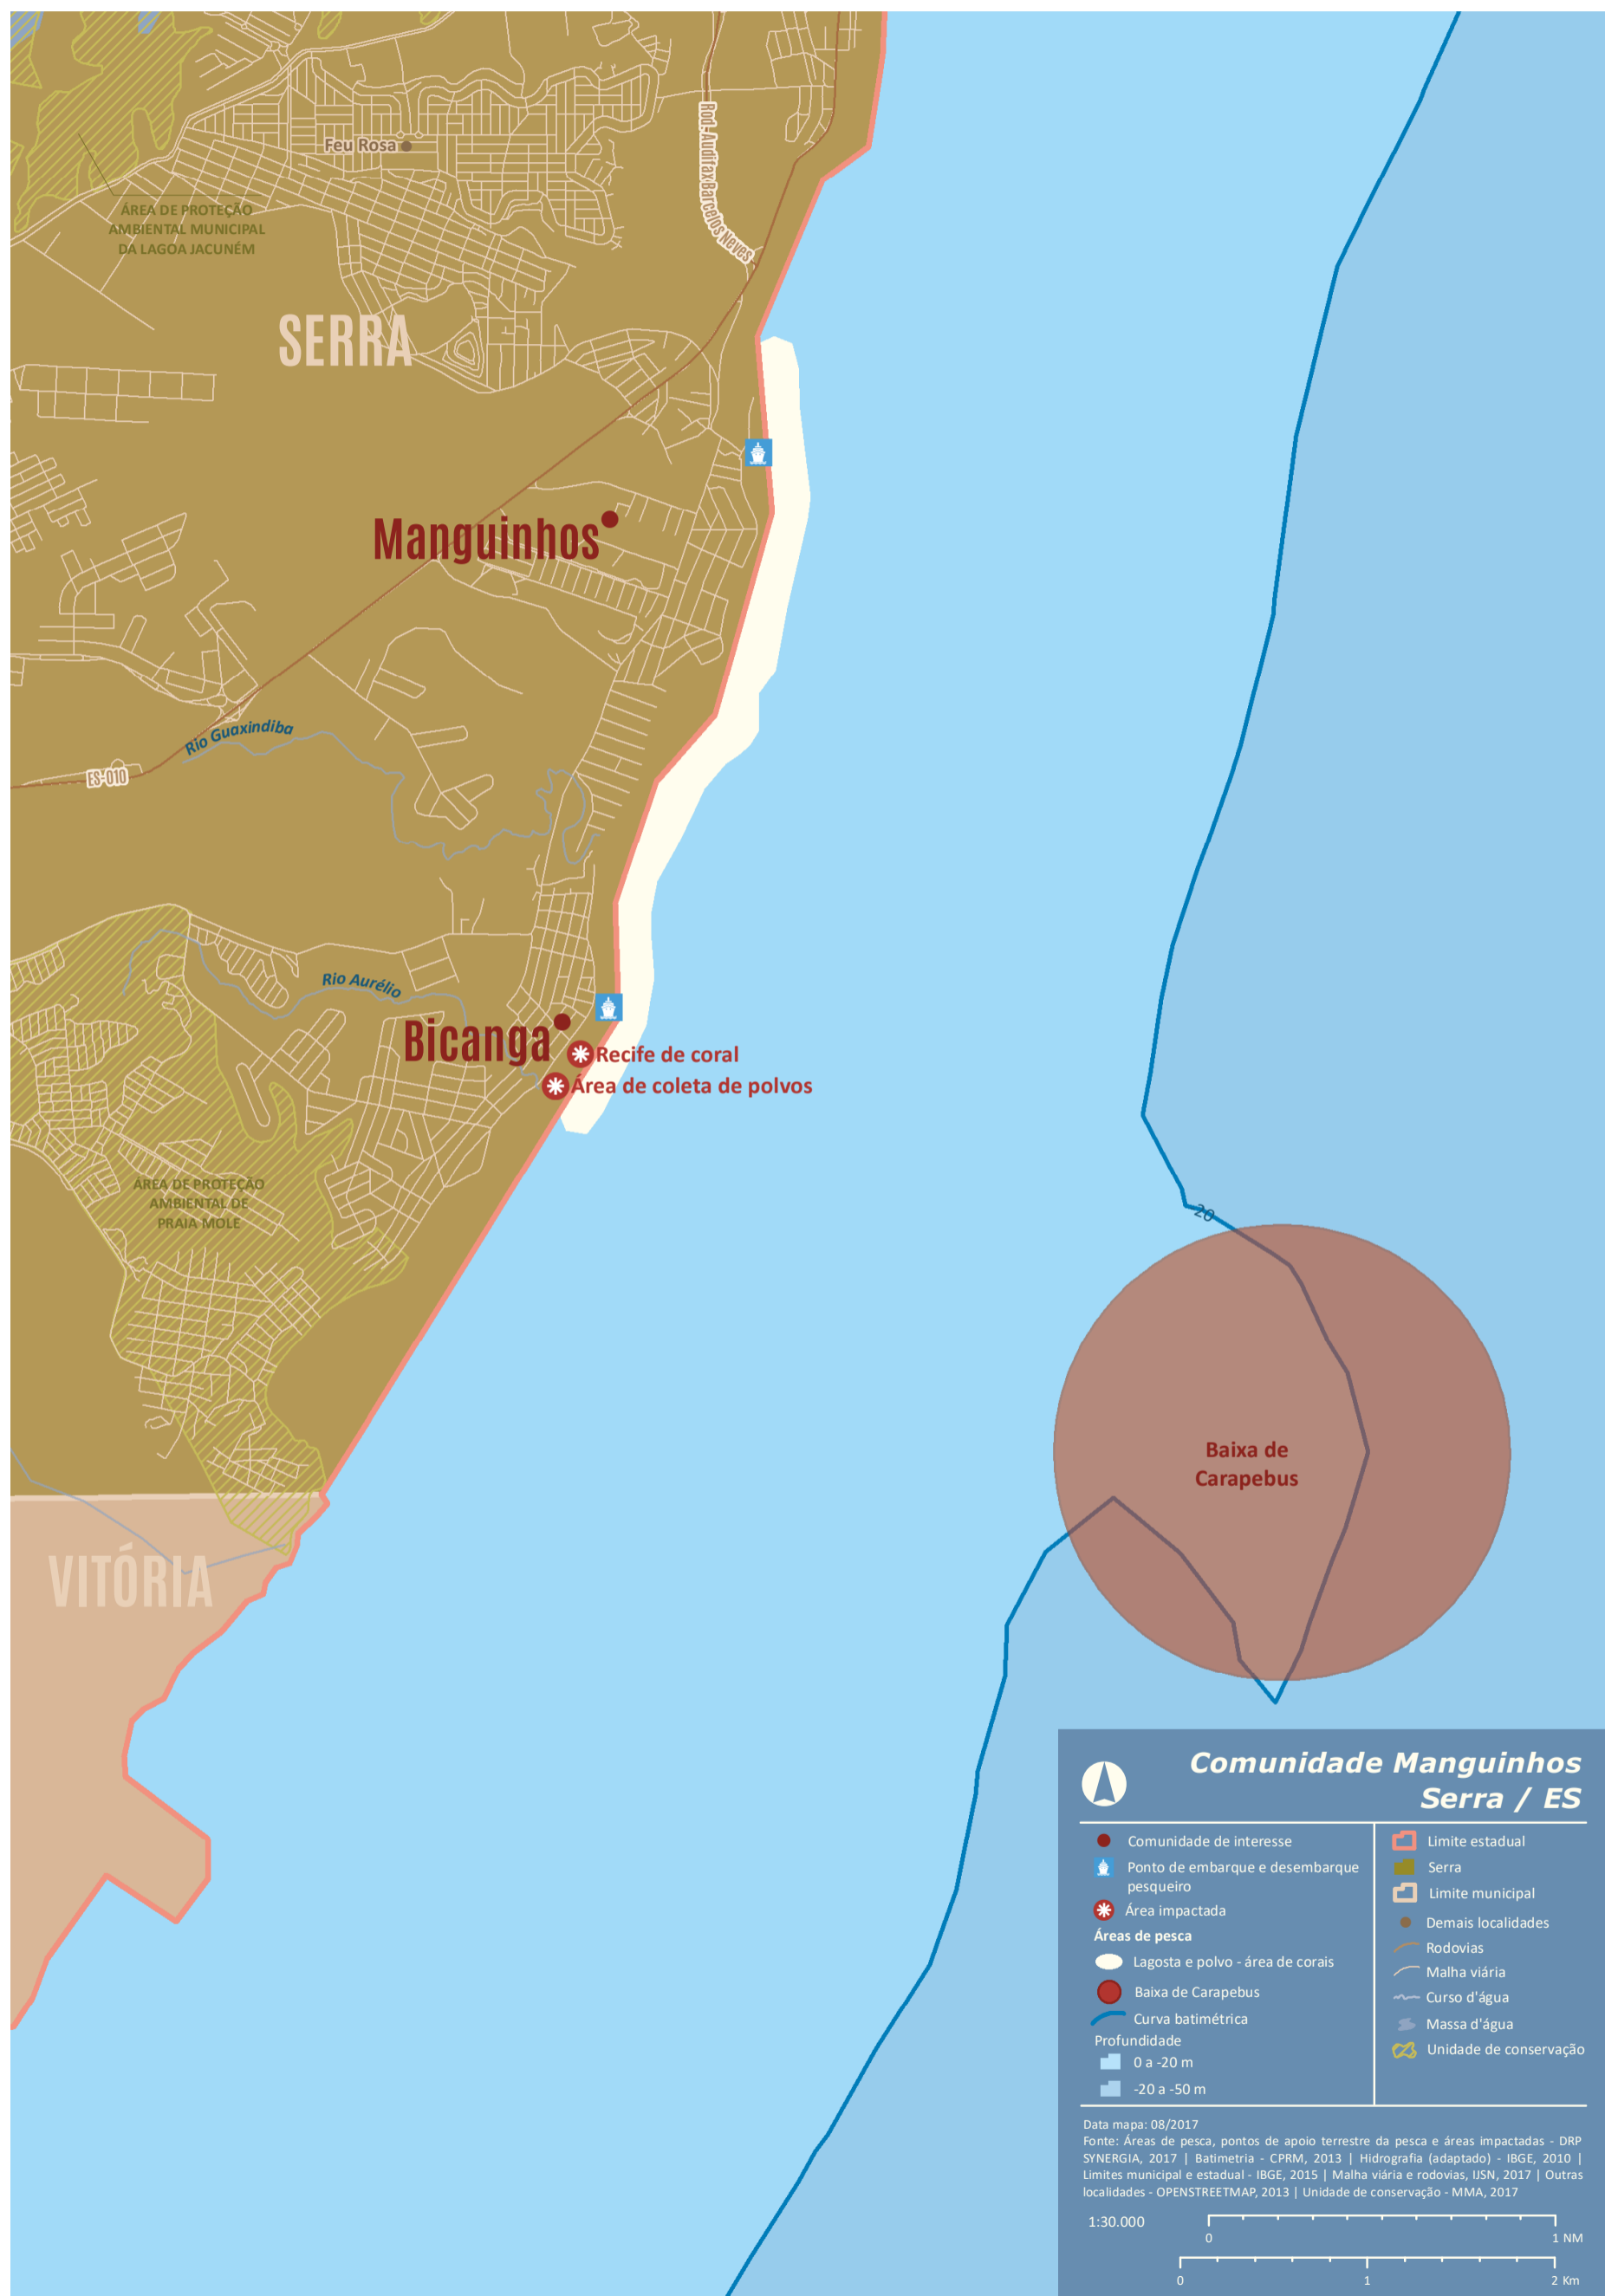 Feu Rosa
Rod. Audifax Barcelos Neves
ÁREA DE PROTEÇÃO
AMBIENTAL MUNICIPAL
DA LAGOA JACUNÉM
SERRA
Manguinhos
Rio Guaxindiba
ES-010
Rio Aurélio
Bicanga
Recife de coral
Área de coleta de polvos
ÁREA DE PROTEÇÃO
AMBIENTAL DE
PRAIA MOLE
-20
Baixa de
Carapebus
VITÓRIA
Comunidade Manguinhos
Serra / ES
Comunidade de interesse
Ponto de embarque e desembarque
pesqueiro
Área impactada
Áreas de pesca
Lagosta e polvo - área de corais
Baixa de Carapebus
Curva batimétrica
Profundidade
0 a -20 m
-20 a -50 m
Limite estadual
Serra
Limite municipal
Demais localidades
Rodovias
Malha viária
Curso d'água
Massa d'água
Unidade de conservação
Data mapa: 08/2017
Fonte: Áreas de pesca, pontos de apoio terrestre da pesca e áreas impactadas - DRP
SYNERGIA, 2017 | Batimetria - CPRM, 2013 | Hidrografia (adaptado) - IBGE, 2010 |
Limites municipal e estadual - IBGE, 2015 | Malha viária e rodovias, IJSN, 2017 | Outras
localidades - OPENSTREETMAP, 2013 | Unidade de conservação - MMA, 2017
1:30.000
0 1 NM
0 1 2 Km